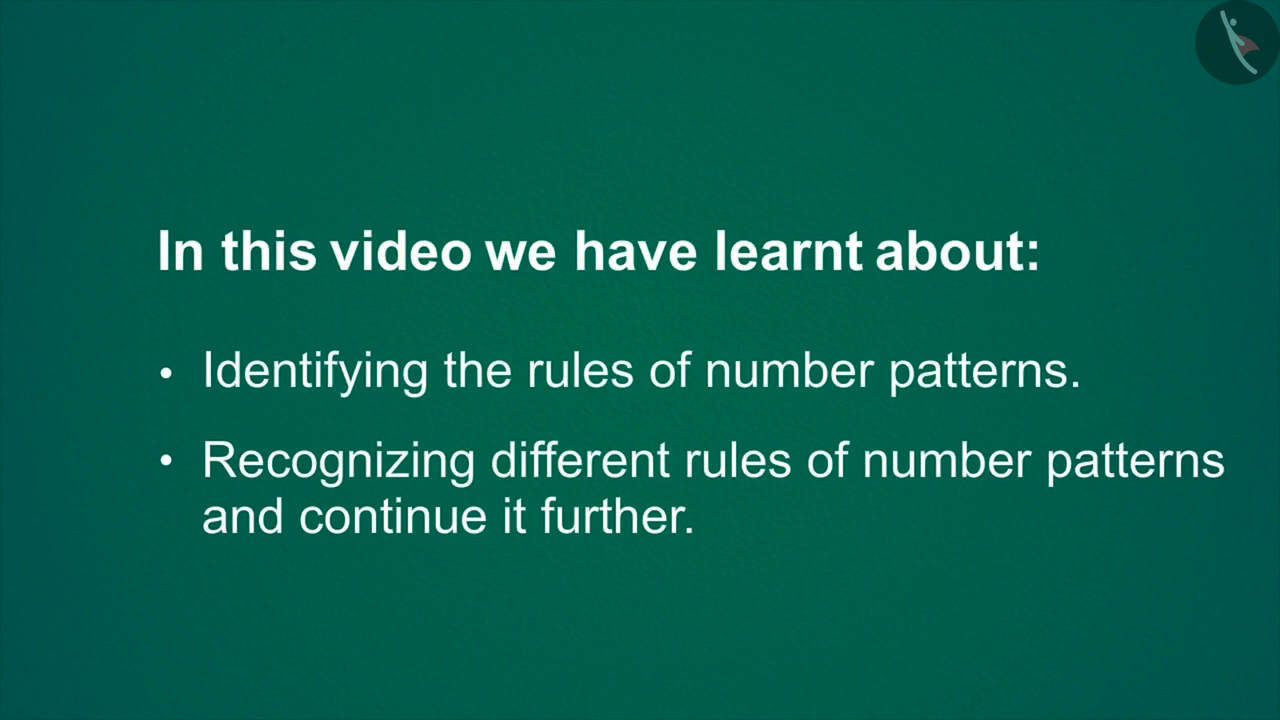 In this video we have learnt about:
• Identifying the rules of number patterns.
• Recognizing different rules of number patterns
and continue it further.